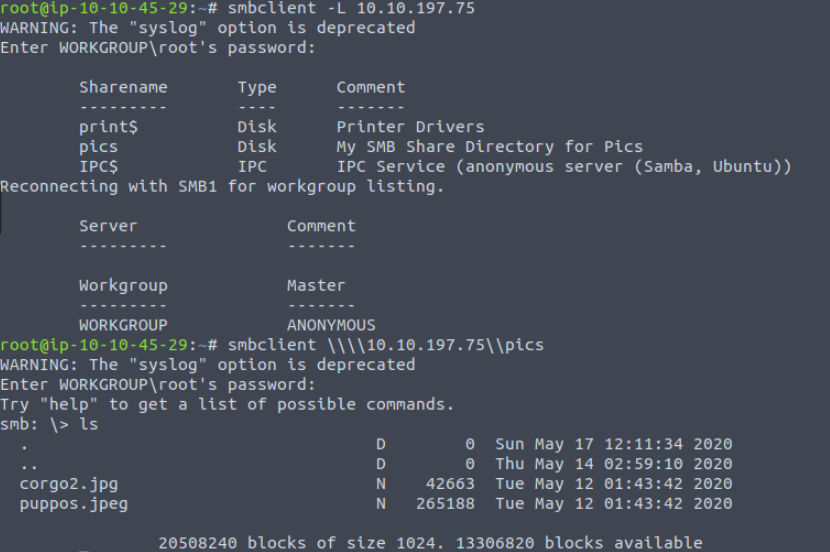 root@ip-10-10-45-29:~# smbclient -L 10.10.197.75
WARNING: The "syslog" option is deprecated
Enter WORKGROUP\root's password:
Sharename Type Comment
--------- ---- -------
print$ Disk Printer Drivers
pics Disk My SMB Share Directory for Pics
IPC$ IPC IPC Service (anonymous server (Samba, Ubuntu))
Reconnecting with SMB1 for workgroup listing.
Server Comment
--------- -------
Workgroup Master
--------- -------
WORKGROUP ANONYMOUS
root@ip-10-10-45-29:~# smbclient \\\\10.10.197.75\\pics
WARNING: The "syslog" option is deprecated
Enter WORKGROUP\root's password:
Try "help" to get a list of possible commands.
smb: \> ls
. D 0 Sun May 17 12:11:34 2020
.. D 0 Thu May 14 02:59:10 2020
corgo2.jpg N 42663 Tue May 12 01:43:42 2020
puppos.jpeg N 265188 Tue May 12 01:43:42 2020
20508240 blocks of size 1024. 13306820 blocks available